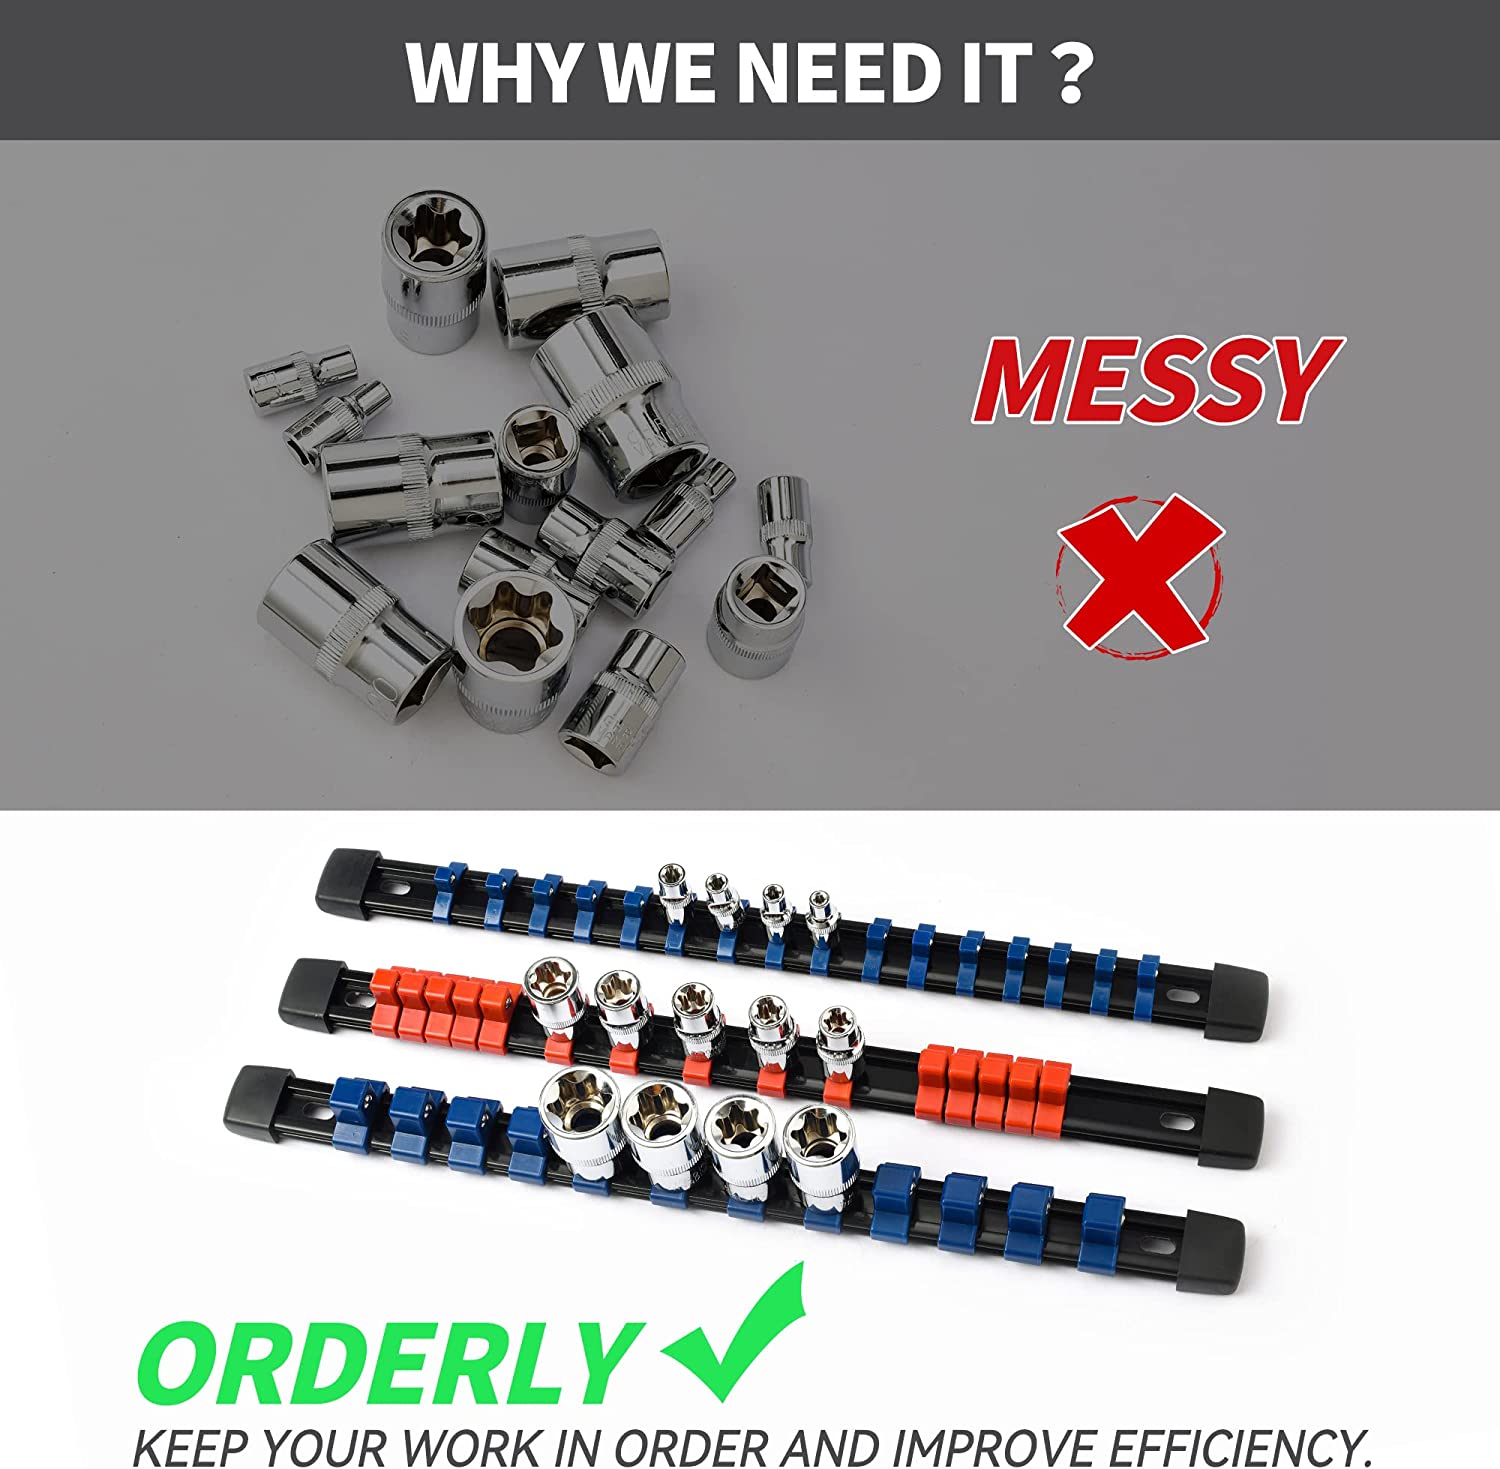 WHY WE NEED IT ?
MESSY
ORDERLY
KEEP YOUR WORK IN ORDER AND IMPROVE EFFICIENCY.